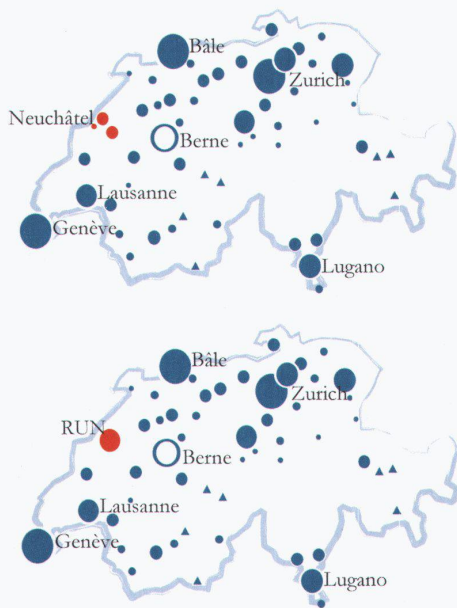 Bâle
Zurich
Neuchâtel
Berne
Lausanne
Genève
Lugano
Bâle
Zurich
RUN
Berne
Lausanne
Genève
Lugano